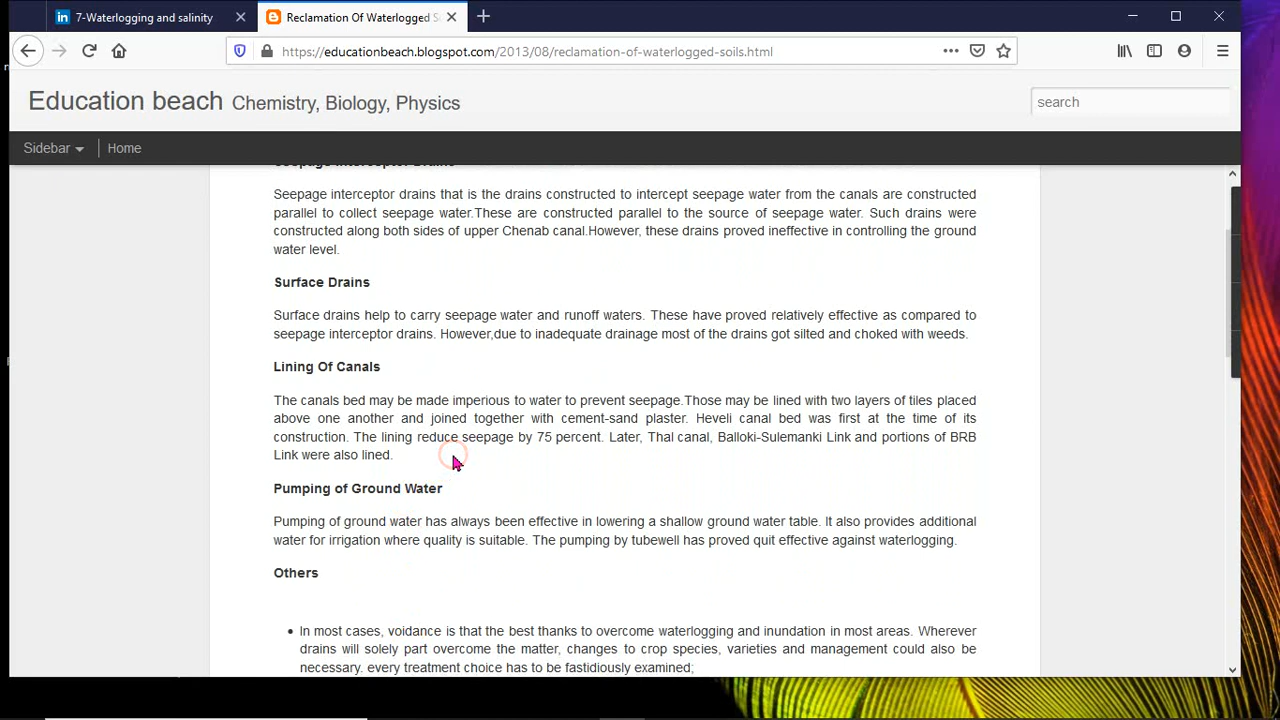 7-Waterlogging and salinity
Reclamation Of Waterlogged S
https://educationbeach.blogspot.com/2013/08/reclamation-of-waterlogged-soils.html
Education beach Chemistry, Biology, Physics
search
Sidebar
Home
Seepage Interceptor Drains
Seepage interceptor drains that is the drains constructed to intercept seepage water from the canals are constructed
parallel to collect seepage water.These are constructed parallel to the source of seepage water. Such drains were
constructed along both sides of upper Chenab canal.However, these drains proved ineffective in controlling the ground
water level.
Surface Drains
Surface drains help to carry seepage water and runoff waters. These have proved relatively effective as compared to
seepage interceptor drains. However,due to inadequate drainage most of the drains got silted and choked with weeds.
Lining Of Canals
The canals bed may be made imperious to water to prevent seepage.Those may be lined with two layers of tiles placed
above one another and joined together with cement-sand plaster. Heveli canal bed was first at the time of its
construction. The lining reduce seepage by 75 percent. Later, Thal canal, Balloki-Sulemanki Link and portions of BRB
Link were also lined.
Pumping of Ground Water
Pumping of ground water has always been effective in lowering a shallow ground water table. It also provides additional
water for irrigation where quality is suitable. The pumping by tubewell has proved quit effective against waterlogging.
Others
• In most cases, voidance is that the best thanks to overcome waterlogging and inundation in most areas. Wherever
drains will solely part overcome the matter, changes to crop species, varieties and management could also be
necessary. every treatment choice has to be fastidiously examined;